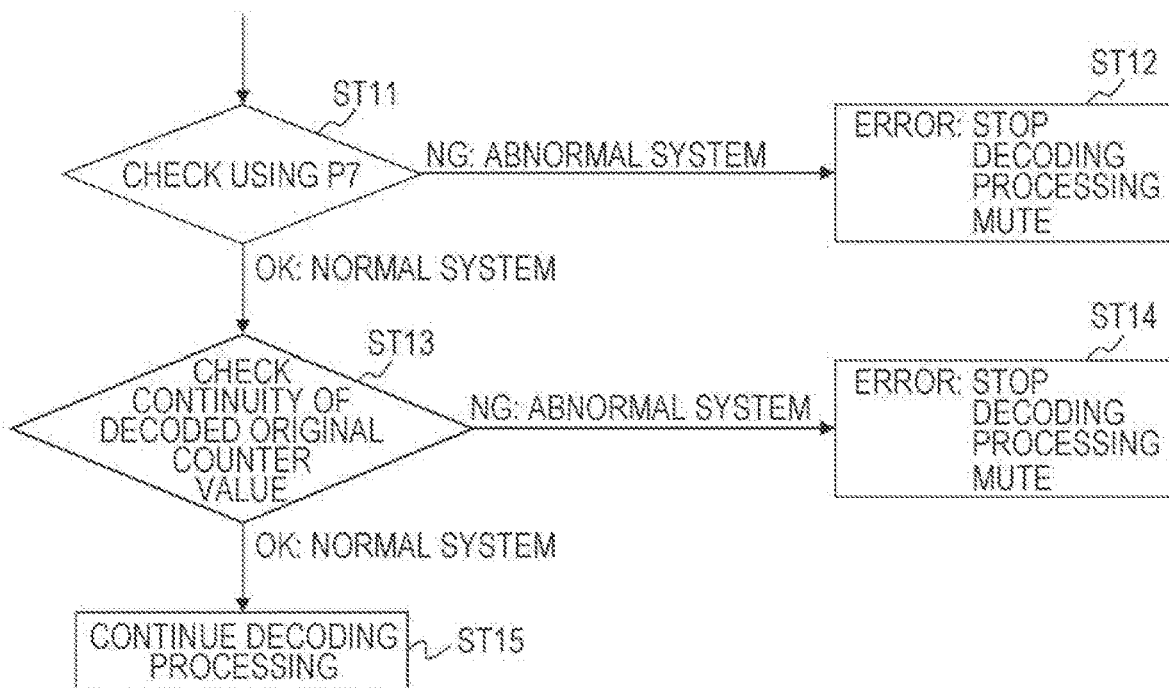 ST11
CHECK USING P7
NG: ABNORMAL SYSTEM
ST12
ERROR: STOP
DECODING
PROCESSING
MUTE
OK: NORMAL SYSTEM
ST13
CHECK
CONTINUITY OF
DECODED ORIGINAL
COUNTER
VALUE
NG: ABNORMAL SYSTEM
ST14
ERROR: STOP
DECODING
PROCESSING
MUTE
OK: NORMAL SYSTEM
CONTINUE DECODING
PROCESSING
ST15